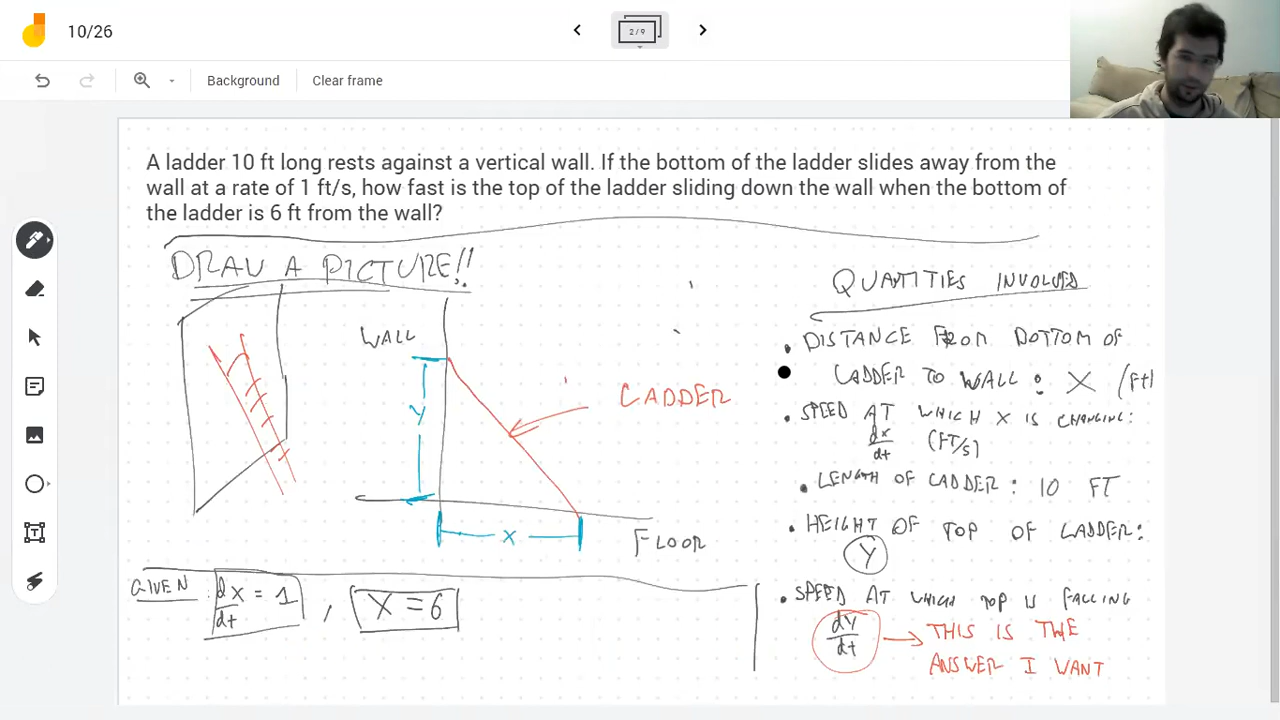 10/26
2/9
Background
Clear frame
A ladder 10 ft long rests against a vertical wall. If the bottom of the ladder slides away from the
wall at a rate of 1 ft/s, how fast is the top of the ladder sliding down the wall when the bottom of
the ladder is 6 ft from the wall?
DRAW A PICTURE!!
WALL
Y
X
LADDER
FLOOR
GIVEN : dx/dt = 1 , X = 6
QUANTITIES INVOLVED
• DISTANCE FROM BOTTOM OF
LADDER TO WALL : X (Ft)
• SPEED AT WHICH X IS CHANGING:
dx/dt (FT/S)
• LENGTH OF LADDER : 10 FT
• HEIGHT OF TOP OF LADDER:
Y
• SPEED AT WHICH TOP IS FALLING
dY/dt → THIS IS THE
ANSWER I WANT